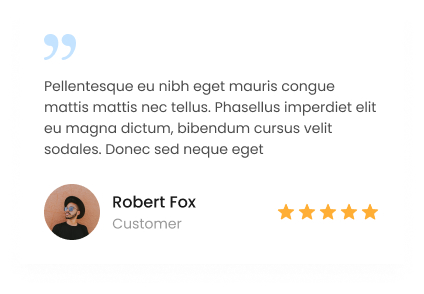 Pellentesque eu nibh eget mauris congue
mattis mattis nec tellus. Phasellus imperdiet elit
eu magna dictum, bibendum cursus velit
sodales. Donec sed neque eget
Robert Fox
Customer